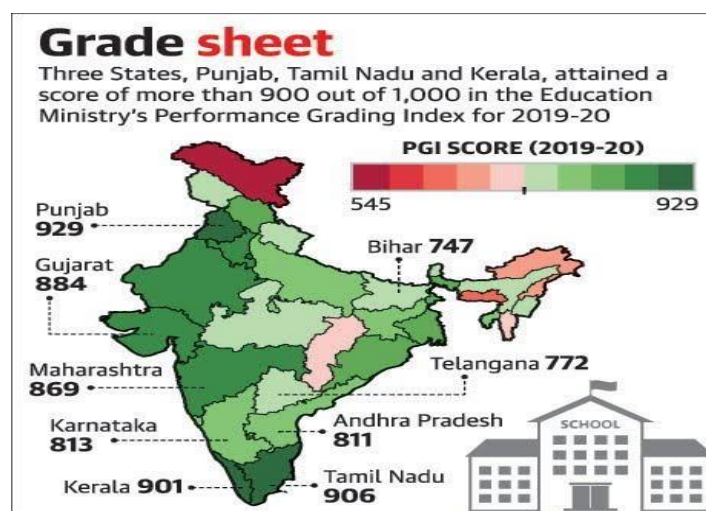 Grade sheet
Three States, Punjab, Tamil Nadu and Kerala, attained a
score of more than 900 out of 1,000 in the Education
Ministry's Performance Grading Index for 2019-20
PGI SCORE (2019-20)
545 929
Punjab
929
Bihar 747
Gujarat
884
Maharashtra
869
Telangana 772
Karnataka
813
Andhra Pradesh
811
SCHOOL
Kerala 901
Tamil Nadu
906